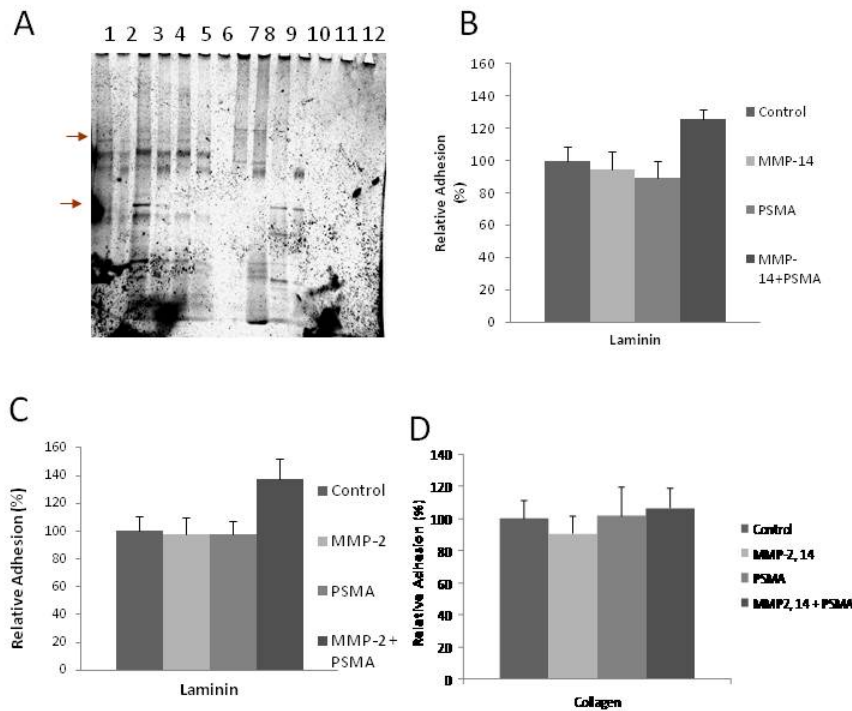 A
1 2 3 4 5 6 7 8 9 10 11 12
B
160
140
120
100
80
60
40
20
0
Relative Adhesion
(%)
Laminin
Control
MMP-14
PSMA
MMP-
14+PSMA
C
160
140
120
100
80
60
40
20
0
Relative Adhesion (%)
Laminin
Control
MMP-2
PSMA
MMP-2+
PSMA
D
140
120
100
80
60
40
20
0
Relative Adhesion (%)
Collagen
Control
MMP-2, 14
PSMA
MMP2, 14 + PSMA